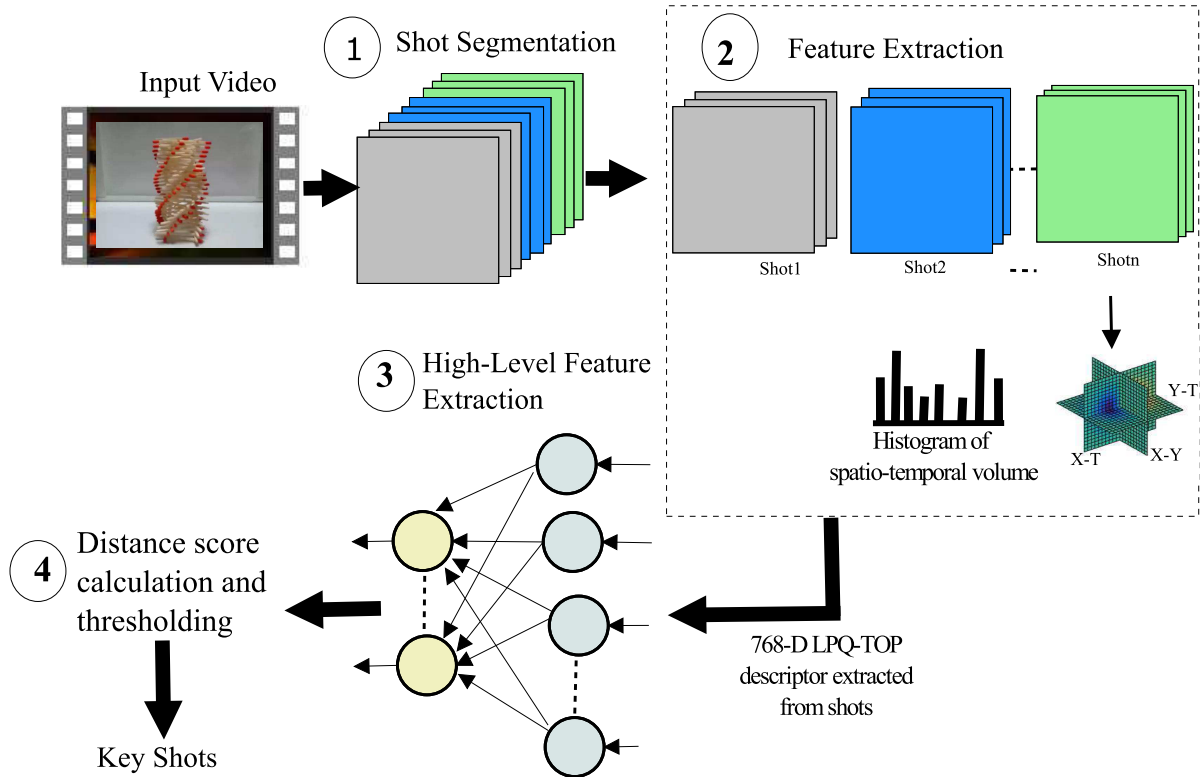 Input Video
1
Shot Segmentation
2
Feature Extraction
Shot1
Shot2
Shotn
Histogram of
spatio-temporal volume
Y-T
X-T
X-Y
3
High-Level Feature
Extraction
768-D LPQ-TOP
descriptor extracted
from shots
4
Distance score
calculation and
thresholding
Key Shots